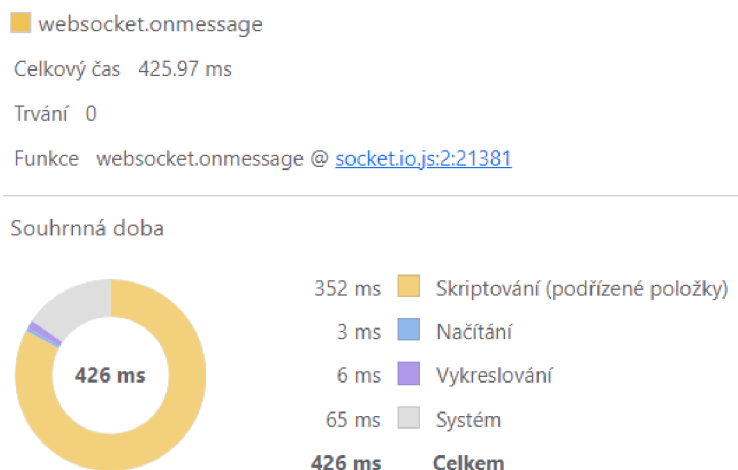 websocket.onmessage
Celkový čas 425.97 ms
Trvání 0
Funkce websocket.onmessage @ socket.io.js:2:21381
Souhrnná doba
352 ms Skriptování (podřízené položky)
3 ms Načítání
426 ms
6 ms Vykreslování
65 ms Systém
426 ms Celkem